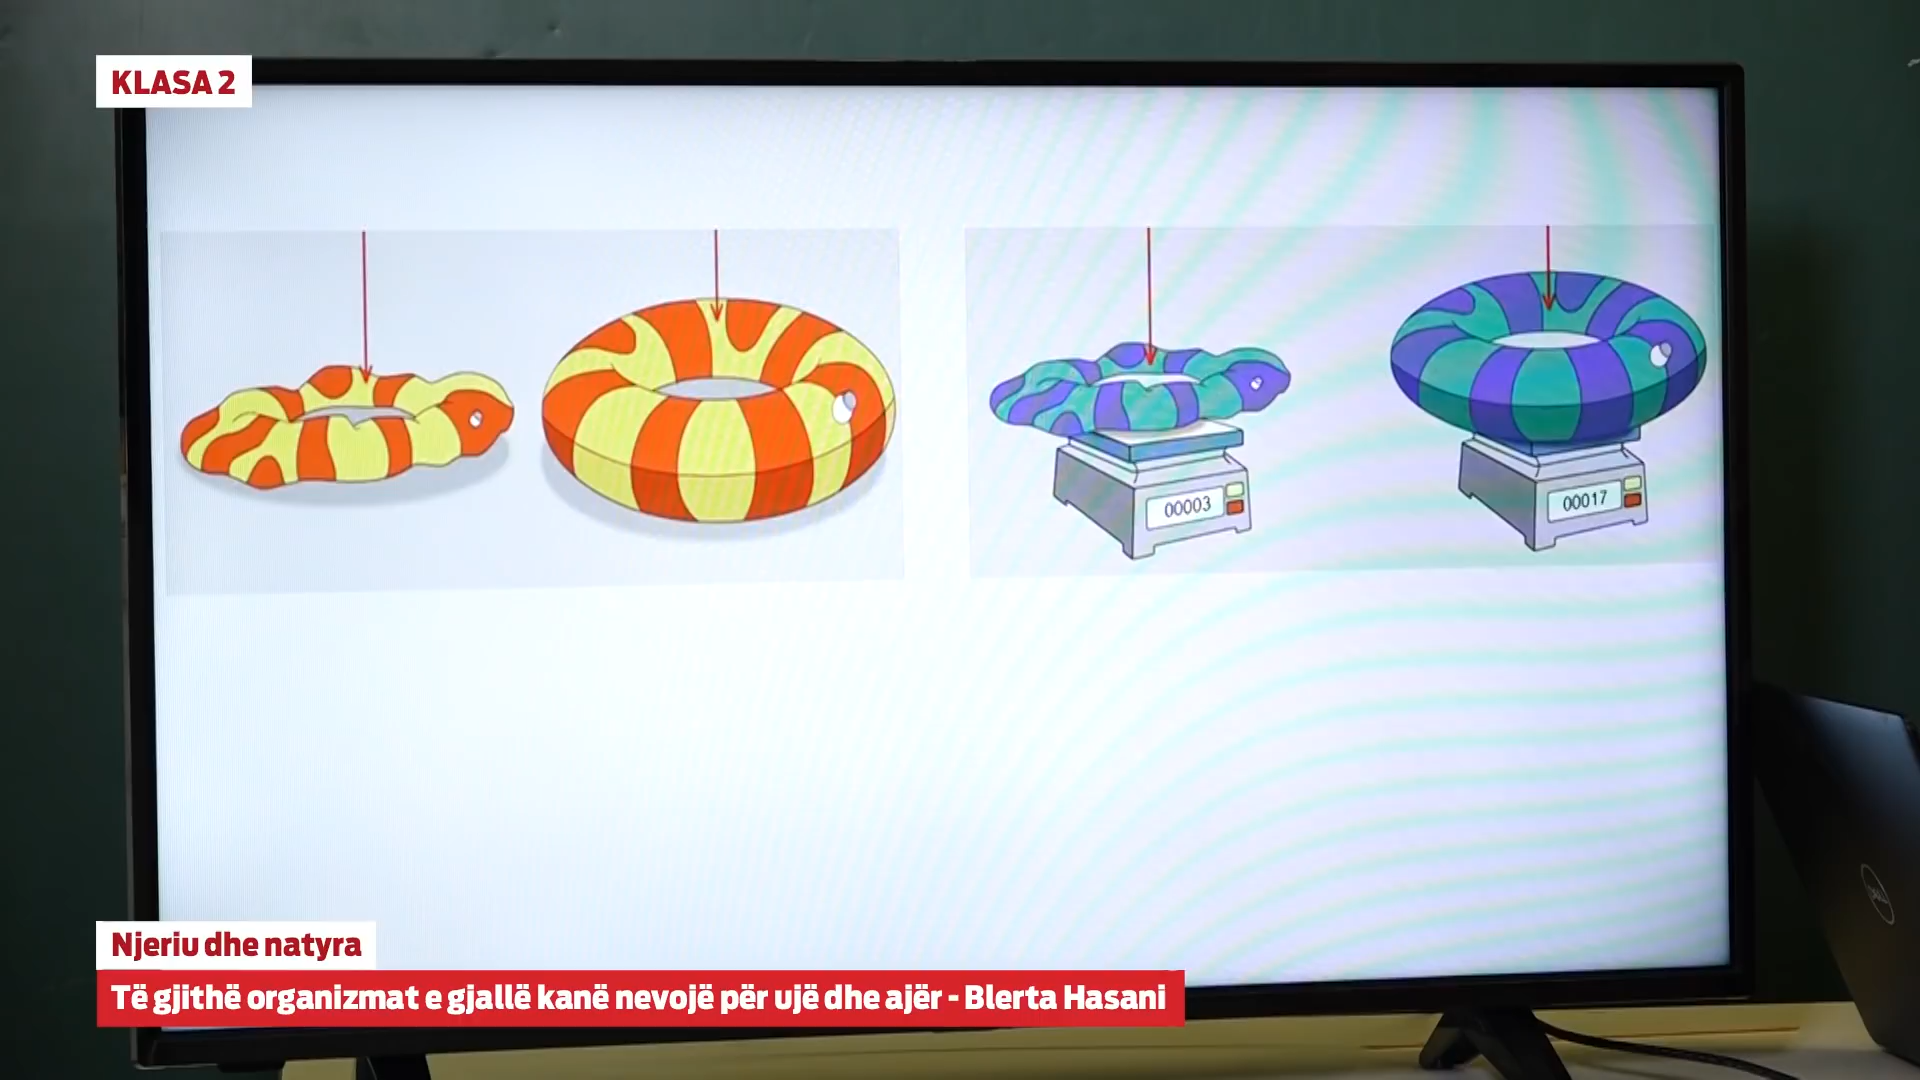 KLASA 2
00003
00017
DELL
Njeriu dhe natyra
Të gjithë organizmat e gjallë kanë nevojë për ujë dhe ajër - Blerta Hasani